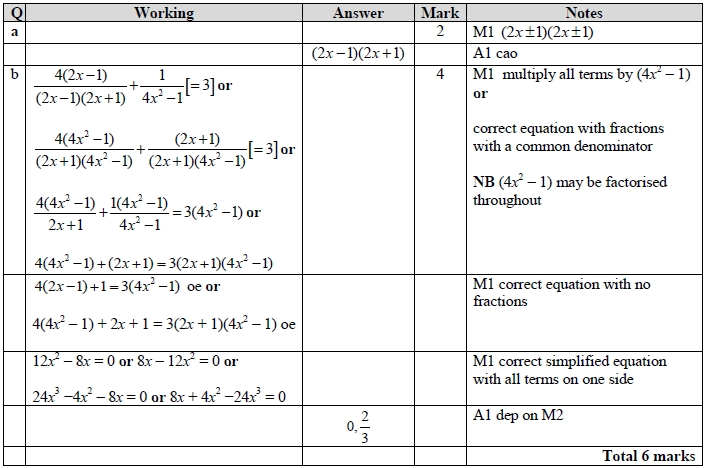 Q Working Answer Mark Notes
a 2 M1 (2x±1)(2x±1)
(2x−1)(2x+1) A1 cao
b 4(2x−1)/(2x−1)(2x+1) + 1/4x²−1 [=3] or 4 M1 multiply all terms by (4x² – 1)
or
4(4x²−1)/(2x+1)(4x²−1) + (2x+1)/(2x+1)(4x²−1) [=3] or
correct equation with fractions
with a common denominator
4(4x²−1)/2x+1 + 1(4x²−1)/4x²−1 = 3(4x²−1) or
NB (4x² – 1) may be factorised
throughout
4(4x²−1)+(2x+1)=3(2x+1)(4x²−1)
4(2x−1)+1=3(4x²−1) oe or M1 correct equation with no
fractions
4(4x² – 1) + 2x + 1 = 3(2x + 1)(4x² – 1) oe
12x² – 8x = 0 or 8x – 12x² = 0 or M1 correct simplified equation
with all terms on one side
24x³ –4x² – 8x = 0 or 8x + 4x² –24x³ = 0
0, 2/3 A1 dep on M2
Total 6 marks